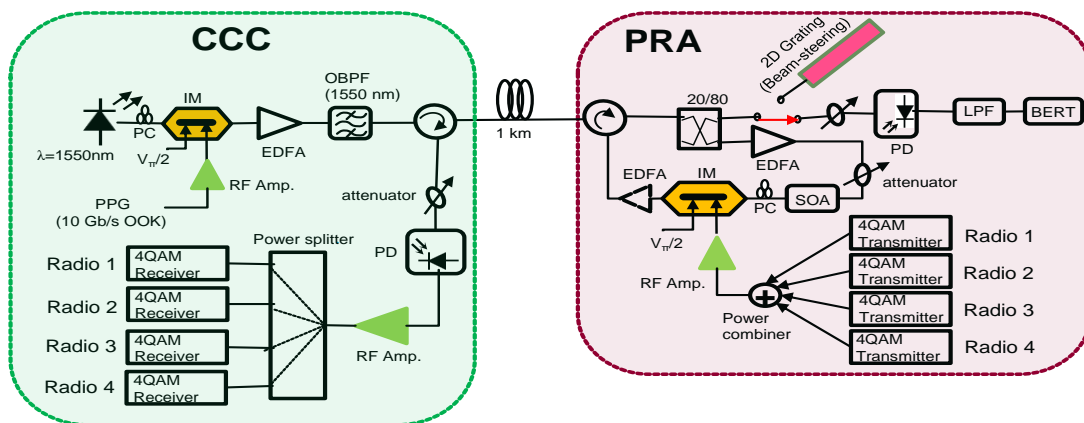 CCC
IM
OBPF
(1550 nm)
PC
λ=1550nm
Vπ/2
EDFA
RF Amp.
PPG
(10 Gb/s OOK)
attenuator
PD
Power splitter
Radio 1
4QAM
Receiver
Radio 2
4QAM
Receiver
Radio 3
4QAM
Receiver
Radio 4
4QAM
Receiver
RF Amp.
1 km
PRA
2D Grating
(Beam-steering)
20/80
EDFA
PD
LPF
BERT
EDFA
IM
PC
SOA
attenuator
Vπ/2
RF Amp.
Power
combiner
4QAM
Transmitter
Radio 1
4QAM
Transmitter
Radio 2
4QAM
Transmitter
Radio 3
4QAM
Transmitter
Radio 4